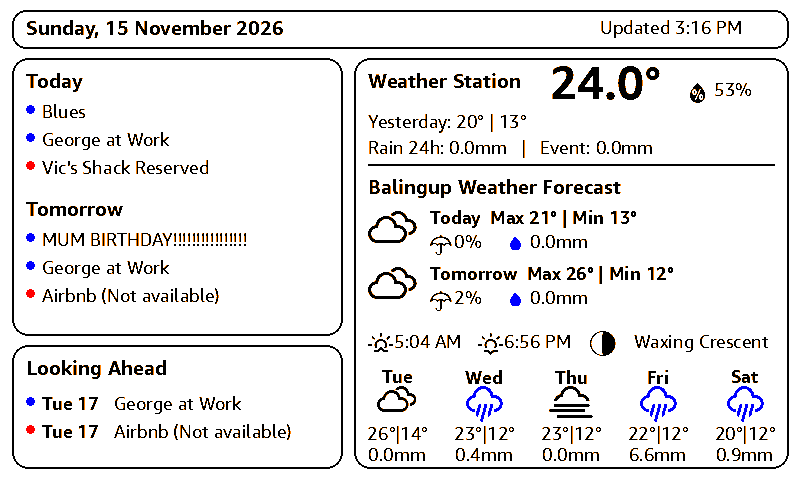 Sunday, 15 November 2026
Updated 3:16 PM
Today
Blues
George at Work
Vic's Shack Reserved
Tomorrow
MUM BIRTHDAY!!!!!!!!!!!!!!!!
George at Work
Airbnb (Not available)
Looking Ahead
Tue 17 George at Work
Tue 17 Airbnb (Not available)
Weather Station 24.0° % 53%
Yesterday: 20° | 13°
Rain 24h: 0.0mm | Event: 0.0mm
Balingup Weather Forecast
Today Max 21° | Min 13°
0% 0.0mm
Tomorrow Max 26° | Min 12°
2% 0.0mm
5:04 AM 6:56 PM Waxing Crescent
Tue Wed Thu Fri Sat
26°|14° 23°|12° 23°|12° 22°|12° 20°|12°
0.0mm 0.4mm 0.0mm 6.6mm 0.9mm